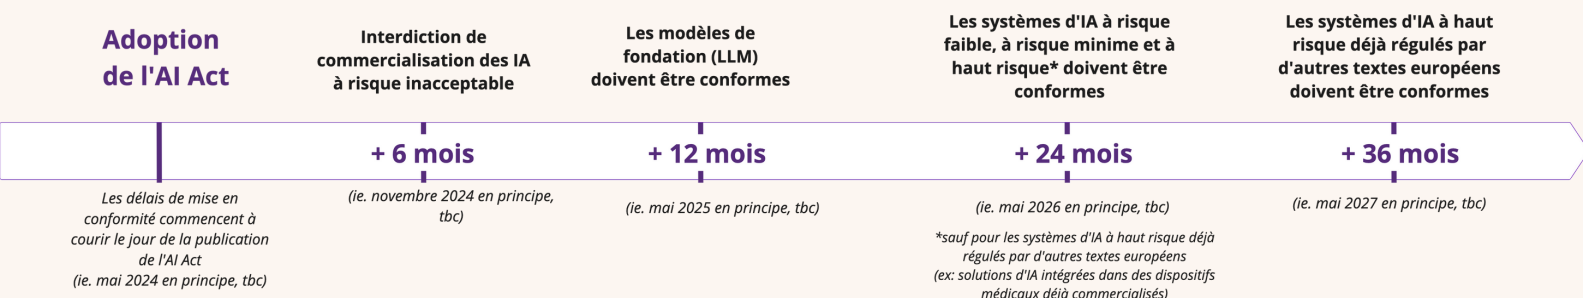 Adoption
de l'AI Act
Interdiction de
commercialisation des IA
à risque inacceptable
Les modèles de
fondation (LLM)
doivent être conformes
Les systèmes d'IA à risque
faible, à risque minime et à
haut risque* doivent être
conformes
Les systèmes d'IA à haut
risque déjà régulés par
d'autres textes européens
doivent être conformes
+ 6 mois
+ 12 mois
+ 24 mois
+ 36 mois
Les délais de mise en
conformité commencent à
courir le jour de la publication
de l'AI Act
(ie. mai 2024 en principe, tbc)
(ie. novembre 2024 en principe,
tbc)
(ie. mai 2025 en principe, tbc)
(ie. mai 2026 en principe, tbc)
*sauf pour les systèmes d'IA à haut risque déjà
régulés par d'autres textes européens
(ex: solutions d'IA intégrées dans des dispositifs
médicaux déjà commercialisés)
(ie. mai 2027 en principe, tbc)